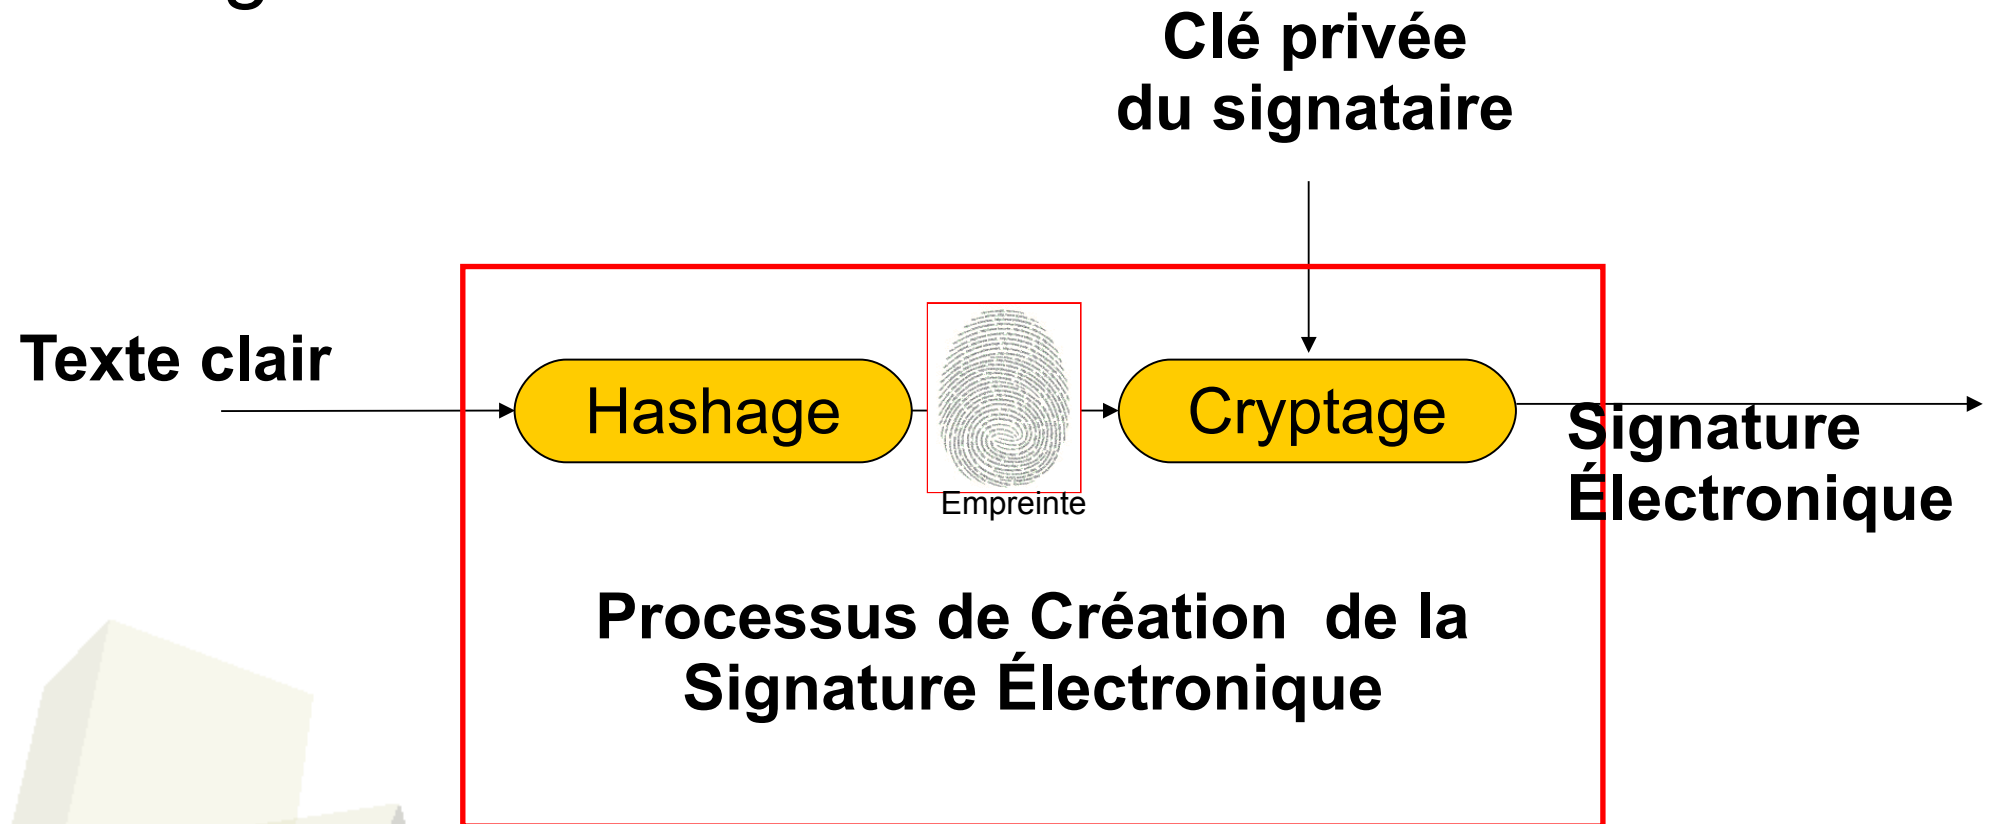 Clé privée
du signataire
Texte clair
Hashage
Cryptage
Empreinte
Signature
Électronique
Processus de Création de la
Signature Électronique